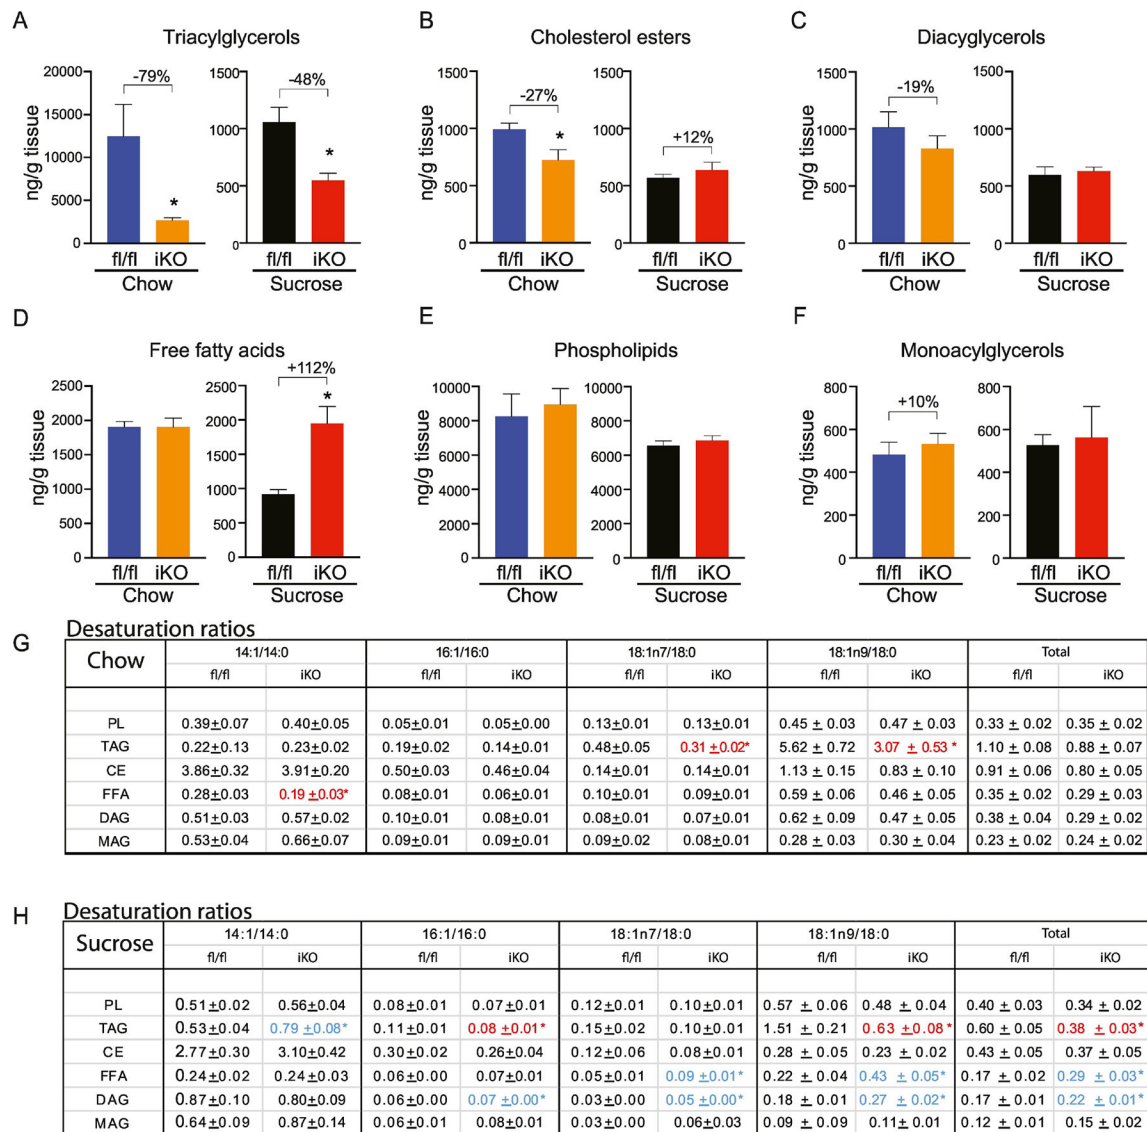 A
Triacylglycerols
-79%
-48%
20000
15000
10000
5000
0
1500
1000
500
0
ng/g tissue
*
*
fl/fl iKO fl/fl iKO
Chow Sucrose
B
Cholesterol esters
-27%
+12%
1500
1000
500
0
1500
1000
500
0
ng/g tissue
*
fl/fl iKO fl/fl iKO
Chow Sucrose
C
Diacyglycerols
-19%
1500
1000
500
0
1500
1000
500
0
ng/g tissue
fl/fl iKO fl/fl iKO
Chow Sucrose
D
Free fatty acids
+112%
2500
2000
1500
1000
500
0
2500
2000
1500
1000
500
0
ng/g tissue
*
fl/fl iKO fl/fl iKO
Chow Sucrose
E
Phospholipids
10000
8000
6000
4000
2000
0
10000
8000
6000
4000
2000
0
ng/g tissue
fl/fl iKO fl/fl iKO
Chow Sucrose
F
Monoacylglycerols
+10%
800
600
400
200
0
800
600
400
200
0
ng/g tissue
fl/fl iKO fl/fl iKO
Chow Sucrose
G
Desaturation ratios
Chow 14:1/14:0 16:1/16:0 18:1n7/18:0 18:1n9/18:0 Total
fl/fl iKO fl/fl iKO fl/fl iKO fl/fl iKO fl/fl iKO
PL 0.39±0.07 0.40±0.05 0.05±0.01 0.05±0.00 0.13±0.01 0.13±0.01 0.45 ± 0.03 0.47 ± 0.03 0.33 ± 0.02 0.35 ± 0.02
TAG 0.22±0.13 0.23±0.02 0.19±0.02 0.14±0.01 0.48±0.05 0.31 ±0.02* 5.62 ± 0.72 3.07 ± 0.53 * 1.10 ± 0.08 0.88 ± 0.07
CE 3.86±0.32 3.91±0.20 0.50±0.03 0.46±0.04 0.14±0.01 0.14±0.01 1.13 ± 0.15 0.83 ± 0.10 0.91 ± 0.06 0.80 ± 0.05
FFA 0.28±0.03 0.19 ±0.03* 0.08±0.01 0.06±0.01 0.10±0.01 0.09±0.01 0.59 ± 0.06 0.46 ± 0.05 0.35 ± 0.02 0.29 ± 0.03
DAG 0.51±0.03 0.57±0.02 0.10±0.01 0.08±0.01 0.08±0.01 0.07±0.01 0.62 ± 0.09 0.47 ± 0.05 0.38 ± 0.04 0.29 ± 0.02
MAG 0.53±0.04 0.66±0.07 0.09±0.01 0.09±0.01 0.09±0.02 0.08±0.01 0.28 ± 0.03 0.30 ± 0.04 0.23 ± 0.02 0.24 ± 0.02
H
Desaturation ratios
Sucrose 14:1/14:0 16:1/16:0 18:1n7/18:0 18:1n9/18:0 Total
fl/fl iKO fl/fl iKO fl/fl iKO fl/fl iKO fl/fl iKO
PL 0.51±0.02 0.56±0.04 0.08±0.01 0.07±0.01 0.12±0.01 0.10±0.01 0.57 ± 0.06 0.48 ± 0.04 0.40 ± 0.03 0.34 ± 0.02
TAG 0.53±0.04 0.79 ±0.08* 0.11±0.01 0.08 ±0.01* 0.15±0.02 0.10±0.01 1.51 ± 0.21 0.63 ±0.08 * 0.60 ± 0.05 0.38 ± 0.03*
CE 2.77±0.30 3.10±0.42 0.30±0.02 0.26±0.04 0.12±0.06 0.08±0.01 0.28 ± 0.05 0.23 ± 0.02 0.43 ± 0.05 0.37 ± 0.05
FFA 0.24±0.02 0.24±0.03 0.06±0.00 0.07±0.01 0.05±0.01 0.09 ±0.01* 0.22 ± 0.04 0.43 ± 0.05* 0.17 ± 0.02 0.29 ± 0.03*
DAG 0.87±0.10 0.80±0.09 0.06±0.00 0.07 ±0.00* 0.03±0.00 0.05 ±0.00* 0.18 ± 0.01 0.27 ± 0.02* 0.17 ± 0.01 0.22 ± 0.01*
MAG 0.64±0.09 0.87±0.14 0.06±0.01 0.08±0.01 0.03±0.00 0.06±0.03 0.09 ± 0.09 0.11± 0.01 0.12 ± 0.01 0.15 ± 0.02